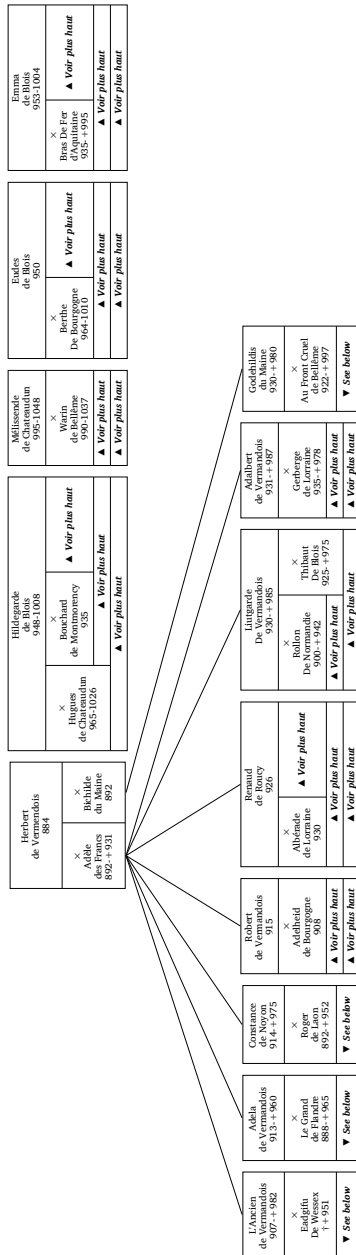 Herbert
de Vermendois
884
×
Adèle
des Francs
892-+931
×
Bichilde
du Maine
892
Hildegarde
de Blois
948-1008
×
Hugues
de Chateaudun
965-1026
×
Bouchard
de Montmorency
935
▲ Voir plus haut
▲ Voir plus haut
▲ Voir plus haut
Mélissende
de Chateaudun
995-1048
×
Warin
de Bellême
990-1037
▲ Voir plus haut
▲ Voir plus haut
Eudes
de Blois
950
×
Berthe
De Bourgogne
964-1010
▲ Voir plus haut
▲ Voir plus haut
▲ Voir plus haut
Emma
de Blois
953-1004
×
Bras De Fer
d'Aquitaine
935-+995
▲ Voir plus haut
▲ Voir plus haut
▲ Voir plus haut
L'Ancien
de Vermandois
907-+982
×
Eadgifu
De Wessex
†+951
▼ See below
Adela
de Vermandois
913-+960
×
Le Grand
de Flandre
888-+965
▼ See below
Constance
de Noyon
914-+975
×
Roger
de Laon
892-+952
▼ See below
Robert
de Vermandois
915
×
Adelheid
de Bourgogne
908
▲ Voir plus haut
▲ Voir plus haut
Renaud
de Roucy
926
×
Albérade
de Lorraine
930
▲ Voir plus haut
▲ Voir plus haut
▲ Voir plus haut
Liutgarde
De Vermandois
930-+985
×
Rollon
De Normandie
900-+942
▲ Voir plus haut
×
Thibaut
De Blois
925-+975
▲ Voir plus haut
Adalbert
de Vermandois
931-+987
×
Gerberge
de Lorraine
935-+978
▲ Voir plus haut
▲ Voir plus haut
Godehildis
du Maine
930-+980
×
Au Front Cruel
de Bellême
922-+997
▼ See below